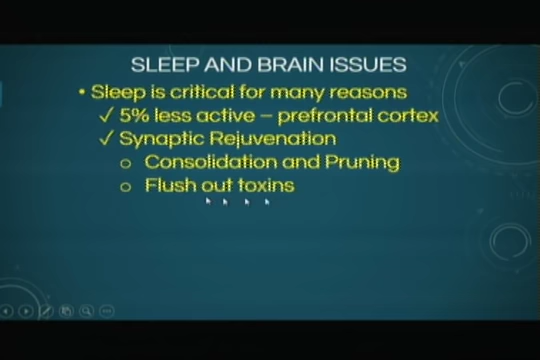 SLEEP AND BRAIN ISSUES
• Sleep is critical for many reasons
✓ 5% less active – prefrontal cortex
✓ Synaptic Rejuvenation
o Consolidation and Pruning
o Flush out toxins